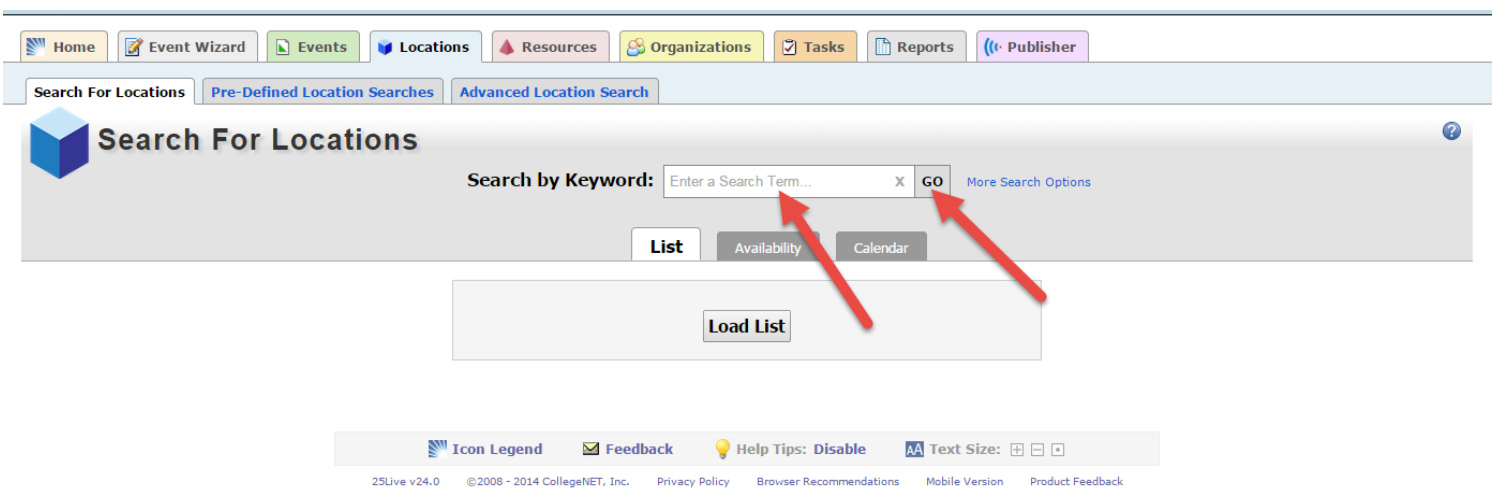 Home Event Wizard Events Locations Resources Organizations Tasks Reports Publisher
Search For Locations Pre-Defined Location Searches Advanced Location Search
Search For Locations
Search by Keyword: Enter a Search Term... X GO More Search Options
List Availability Calendar
Load List
Icon Legend Feedback Help Tips: Disable AA Text Size:
25Live v24.0 ©2008 - 2014 CollegeNET, Inc. Privacy Policy Browser Recommendations Mobile Version Product Feedback